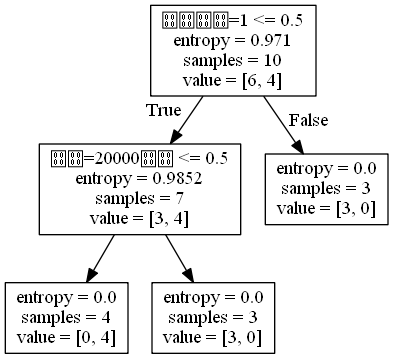 =1 <= 0.5
entropy = 0.971
samples = 10
value = [6, 4]
True
False
=20000 <= 0.5
entropy = 0.9852
samples = 7
value = [3, 4]
entropy = 0.0
samples = 3
value = [3, 0]
entropy = 0.0
samples = 4
value = [0, 4]
entropy = 0.0
samples = 3
value = [3, 0]